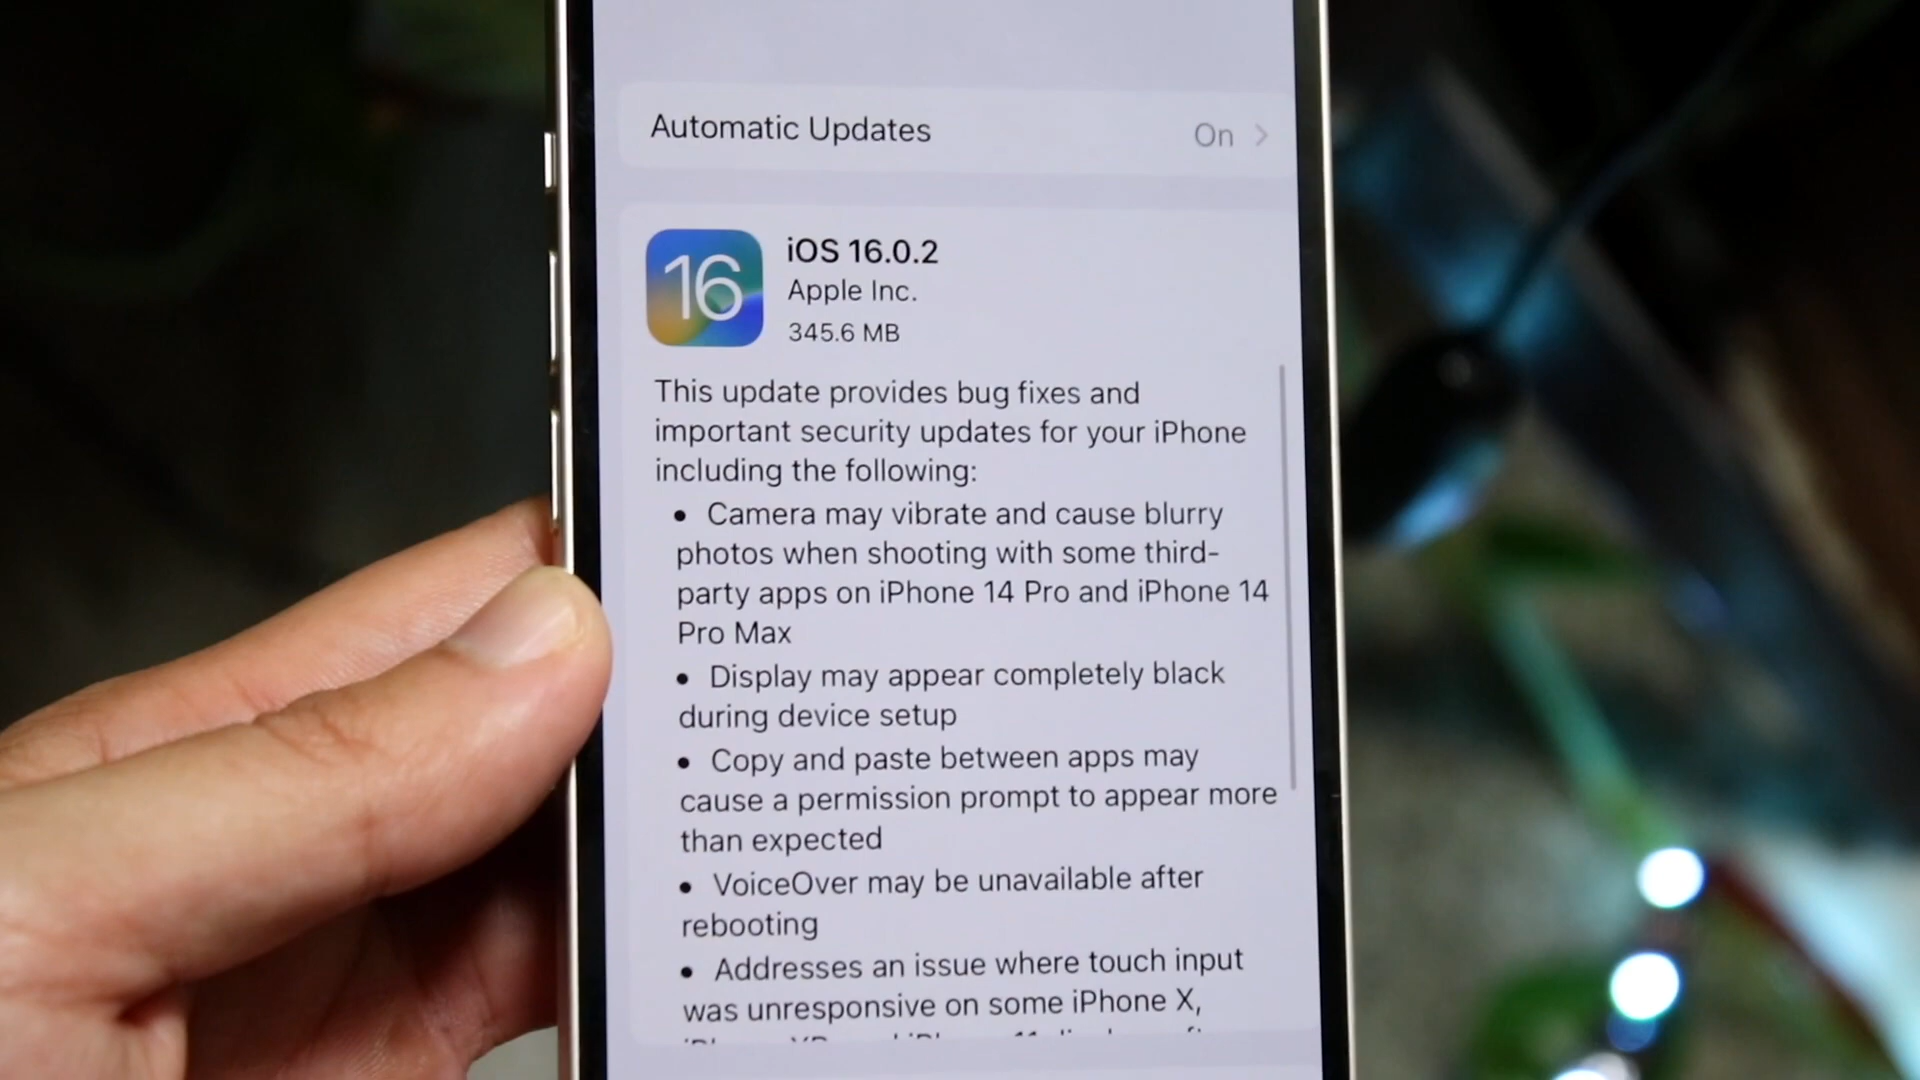 Automatic Updates On
16
iOS 16.0.2
Apple Inc.
345.6 MB
This update provides bug fixes and
important security updates for your iPhone
including the following:
• Camera may vibrate and cause blurry
photos when shooting with some third-
party apps on iPhone 14 Pro and iPhone 14
Pro Max
• Display may appear completely black
during device setup
• Copy and paste between apps may
cause a permission prompt to appear more
than expected
• VoiceOver may be unavailable after
rebooting
• Addresses an issue where touch input
was unresponsive on some iPhone X,